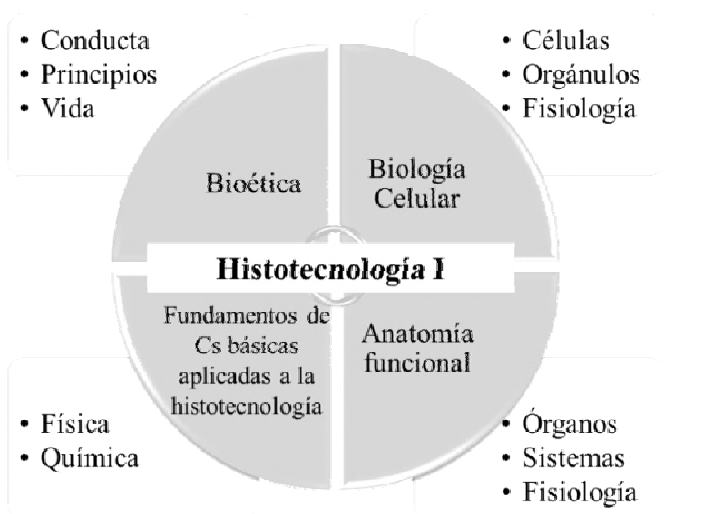 • Conducta
• Principios
• Vida
• Células
• Orgánulos
• Fisiología
Bioética
Biología
Celular
Histotecnología I
Fundamentos de
Cs básicas
aplicadas a la
histotecnología
Anatomía
funcional
• Física
• Química
• Órganos
• Sistemas
• Fisiología